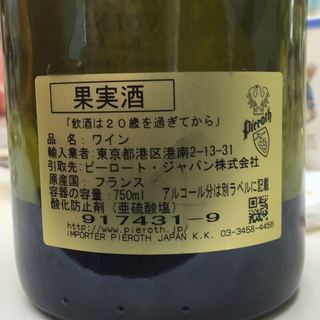 果実酒
Pieroth
「飲酒は２０歳を過ぎてから」
品名：ワイン
輸入業者：東京都港区港南2-13-31
引取先：ピーロート・ジャパン株式会社
原産国：フランス
容器の容量：750ml　アルコール分は別ラベルに記載
酸化防止剤（亜硫酸塩）
917431-9
http://www.pieroth.jp/
IMPORTER PIEROTH JAPAN K.K. 03-3458-4455